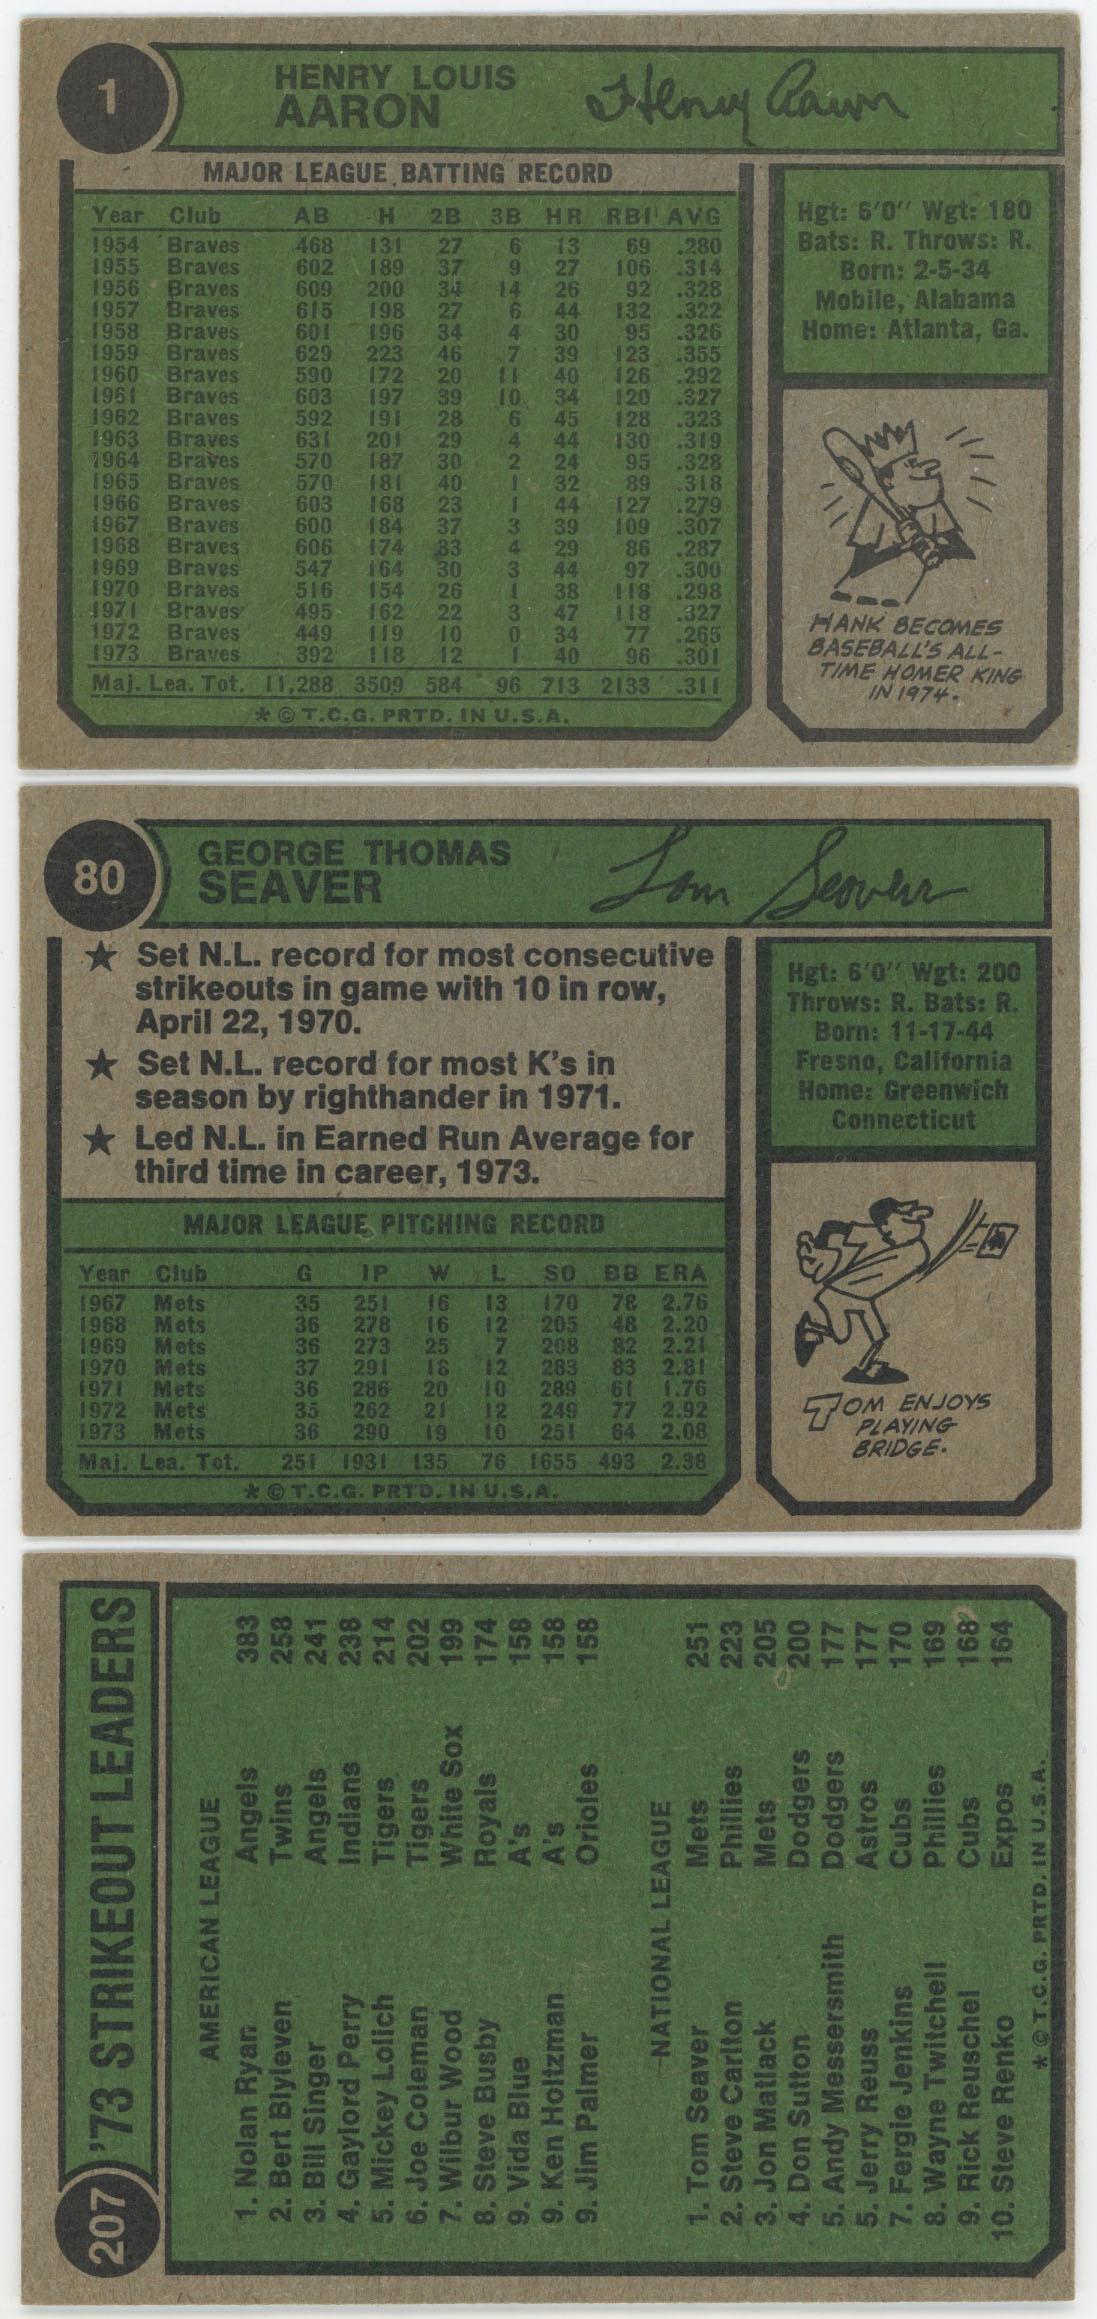 1
HENRY LOUIS
AARON
Henry Aaron
MAJOR LEAGUE BATTING RECORD
Year Club AB H 2B 3B HR RBI AVG
1954 Braves 468 131 27 6 13 69 .280
1955 Braves 602 189 37 9 27 106 .314
1956 Braves 609 200 34 14 26 92 .328
1957 Braves 615 198 27 6 44 132 .322
1958 Braves 601 196 34 4 30 95 .326
1959 Braves 629 223 46 7 39 123 .355
1960 Braves 590 172 20 11 40 126 .292
1961 Braves 603 197 39 10 34 120 .327
1962 Braves 592 191 28 6 45 128 .323
1963 Braves 631 201 29 4 44 130 .319
1964 Braves 570 187 30 2 24 95 .328
1965 Braves 570 181 40 1 32 89 .318
1966 Braves 603 168 23 1 44 127 .279
1967 Braves 600 184 37 3 39 109 .307
1968 Braves 606 174 33 4 29 86 .287
1969 Braves 547 164 30 3 44 97 .300
1970 Braves 516 154 26 1 38 118 .298
1971 Braves 495 162 22 3 47 118 .327
1972 Braves 449 119 10 0 34 77 .265
1973 Braves 392 118 12 1 40 96 .301
Maj. Lea. Tot. 11,288 3509 584 96 713 2133 .311
* © T.C.G. PRTD. IN U.S.A.
Hgt: 6'0" Wgt: 180
Bats: R. Throws: R.
Born: 2-5-34
Mobile, Alabama
Home: Atlanta, Ga.
HANK BECOMES
BASEBALL'S ALL-
TIME HOMER KING
IN 1974.
80
GEORGE THOMAS
SEAVER
Tom Seaver
★ Set N.L. record for most consecutive
strikeouts in game with 10 in row,
April 22, 1970.
★ Set N.L. record for most K's in
season by righthander in 1971.
★ Led N.L. in Earned Run Average for
third time in career, 1973.
MAJOR LEAGUE PITCHING RECORD
Year Club G IP W L SO BB ERA
1967 Mets 35 251 16 13 170 78 2.76
1968 Mets 36 278 16 12 205 48 2.20
1969 Mets 36 273 25 7 208 82 2.21
1970 Mets 37 291 18 12 283 83 2.81
1971 Mets 36 286 20 10 289 61 1.76
1972 Mets 35 262 21 12 249 77 2.92
1973 Mets 36 290 19 10 251 64 2.08
Maj. Lea. Tot. 251 1931 135 76 1655 493 2.38
* © T.C.G. PRTD. IN U.S.A.
Hgt: 6'0" Wgt: 200
Throws: R. Bats: R.
Born: 11-17-44
Fresno, California
Home: Greenwich
Connecticut
TOM ENJOYS
PLAYING
BRIDGE.
207
'73 STRIKEOUT LEADERS
AMERICAN LEAGUE
1. Nolan Ryan Angels 383
2. Bert Blyleven Twins 258
3. Bill Singer Angels 241
4. Gaylord Perry Indians 238
5. Mickey Lolich Tigers 214
6. Joe Coleman Tigers 202
7. Wilbur Wood White Sox 199
8. Steve Busby Royals 174
9. Vida Blue A's 158
9. Ken Holtzman A's 158
9. Jim Palmer Orioles 158
NATIONAL LEAGUE
1. Tom Seaver Mets 251
2. Steve Carlton Phillies 223
3. Jon Matlack Mets 205
4. Don Sutton Dodgers 200
5. Andy Messersmith Dodgers 177
5. Jerry Reuss Astros 177
7. Fergie Jenkins Cubs 170
8. Wayne Twitchell Phillies 169
9. Rick Reuschel Cubs 168
10. Steve Renko Expos 164
* © T.C.G. PRTD. IN U.S.A.